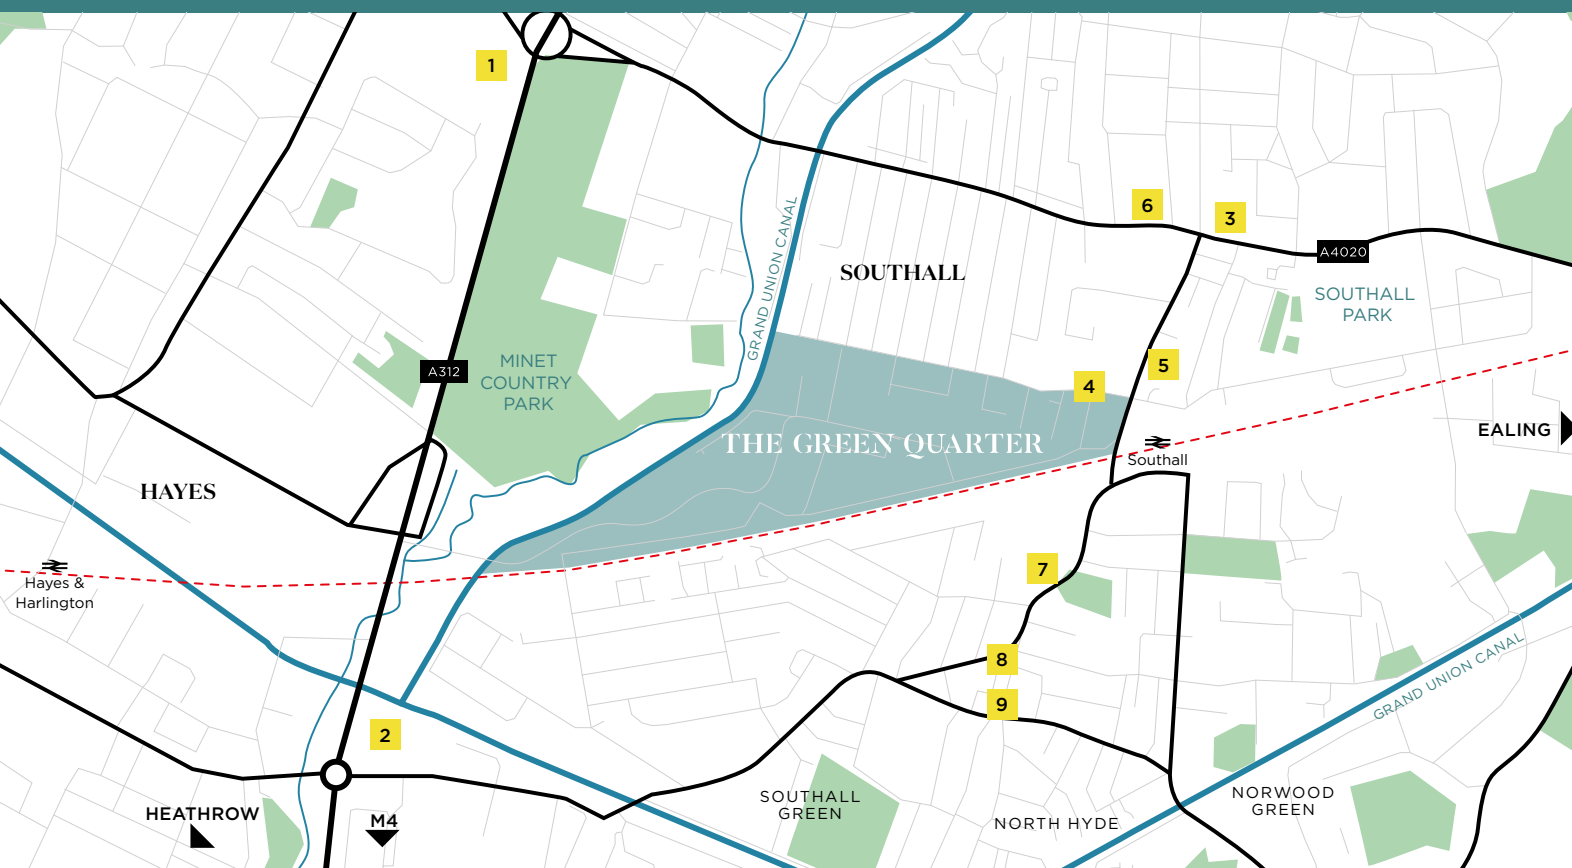 1
6
3
A4020
GRAND UNION CANAL
SOUTHALL
SOUTHALL
PARK
MINET
COUNTRY
PARK
A312
5
4
THE GREEN QUARTER
EALING
Southall
HAYES
Hayes &
Harlington
7
8
9
GRAND UNION CANAL
2
HEATHROW
M4
SOUTHALL
GREEN
NORTH HYDE
NORWOOD
GREEN